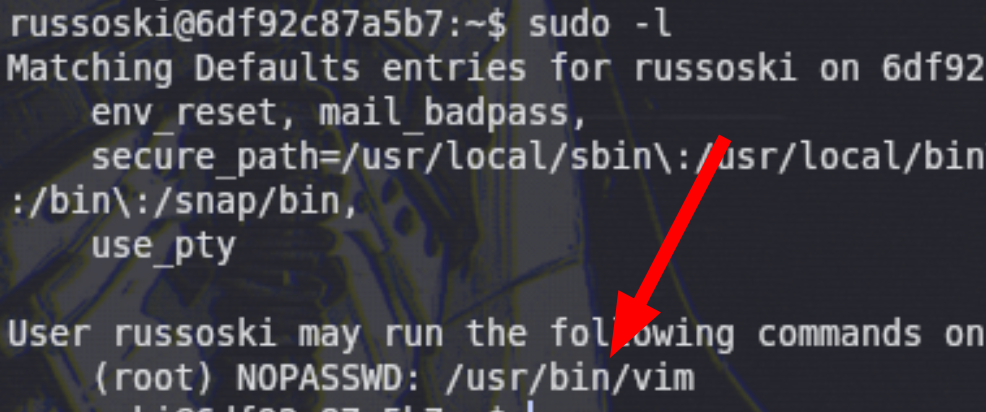 russoski@6df92c87a5b7:~$ sudo -l
Matching Defaults entries for russoski on 6df92
env_reset, mail_badpass,
secure_path=/usr/local/sbin\:/usr/local/bin
:/bin\:/snap/bin,
use_pty
User russoski may run the following commands on
(root) NOPASSWD: /usr/bin/vim